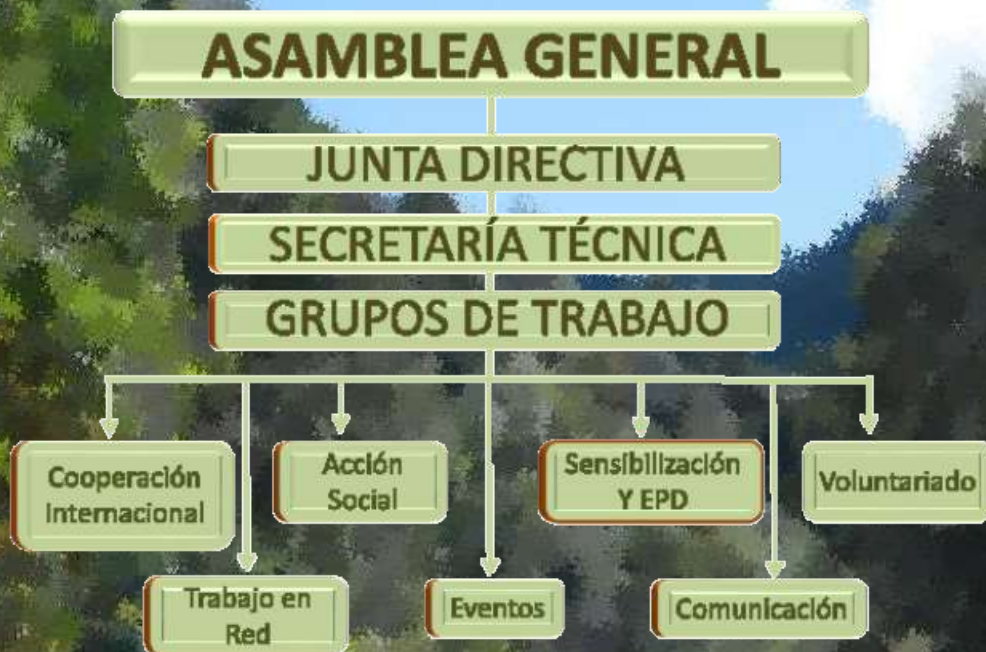 ASAMBLEA GENERAL
JUNTA DIRECTIVA
SECRETARÍA TÉCNICA
GRUPOS DE TRABAJO
Cooperación
Internacional
Acción
Social
Sensibilización
Y EPD
Voluntariado
Trabajo en
Red
Eventos
Comunicación